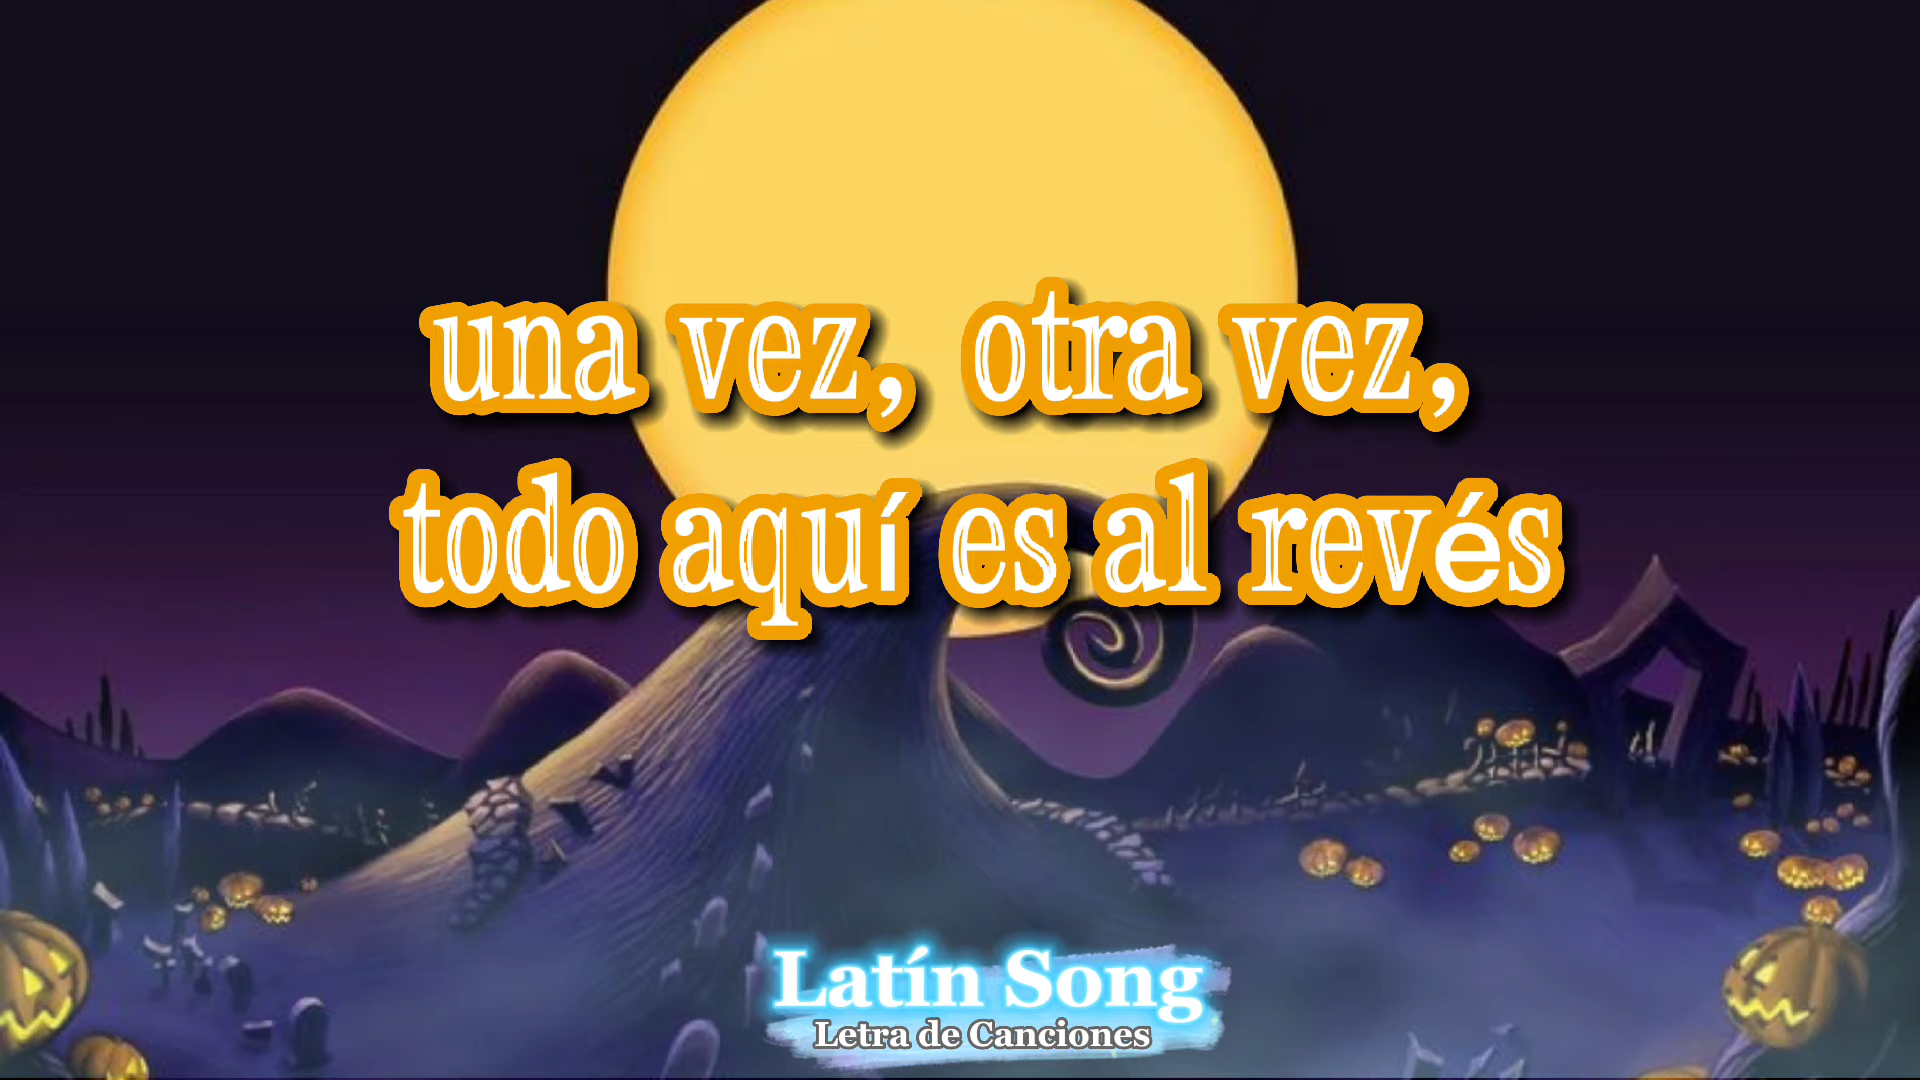 una vez, otra vez,
todo aquí es al revés
Latín Song
Letra de Canciones